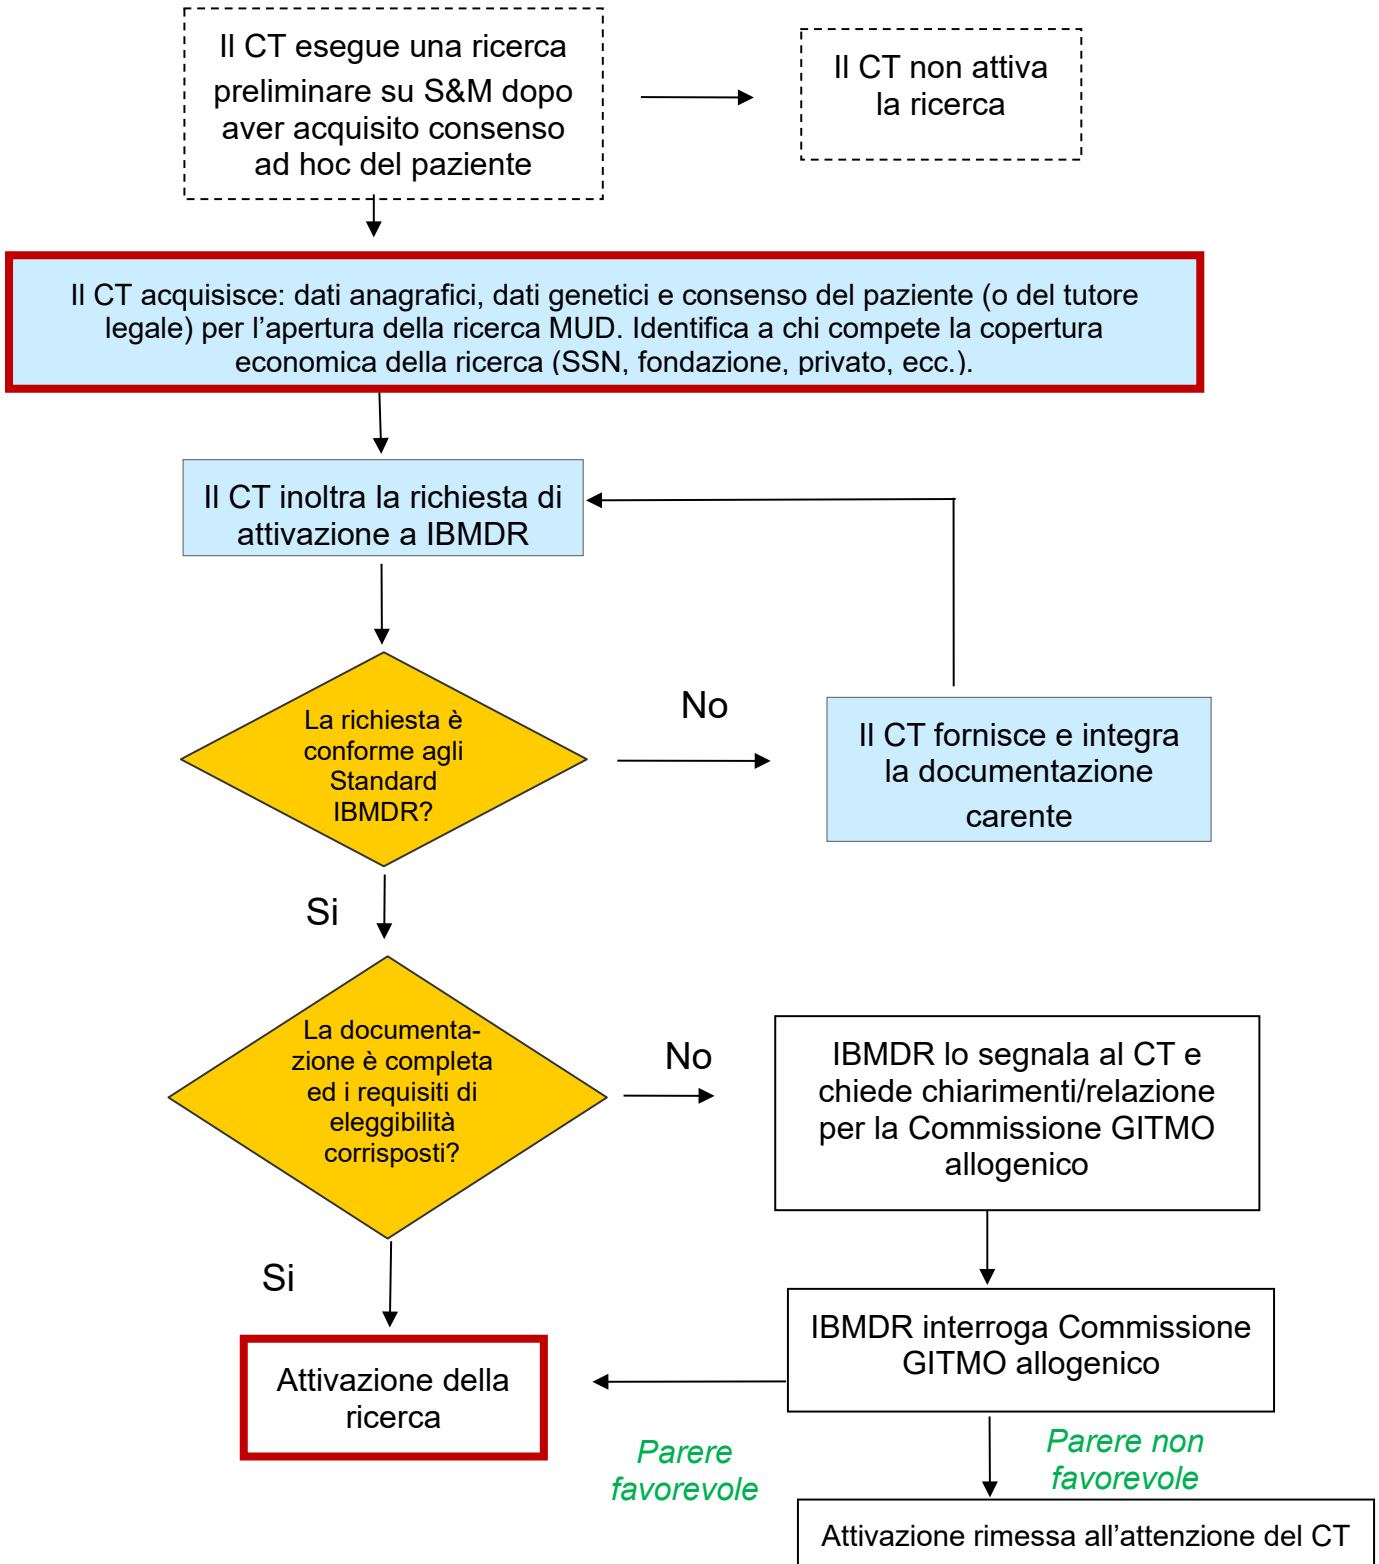 Il CT esegue una ricerca
preliminare su S&M dopo
aver acquisito consenso
ad hoc del paziente
Il CT non attiva
la ricerca
Il CT acquisisce: dati anagrafici, dati genetici e consenso del paziente (o del tutore
legale) per l’apertura della ricerca MUD. Identifica a chi compete la copertura
economica della ricerca (SSN, fondazione, privato, ecc.).
Il CT inoltra la richiesta di
attivazione a IBMDR
La richiesta è
conforme agli
Standard
IBMDR?
No
Il CT fornisce e integra
la documentazione
carente
Si
La documenta-
zione è completa
ed i requisiti di
eleggibilità
corrisposti?
No
IBMDR lo segnala al CT e
chiede chiarimenti/relazione
per la Commissione GITMO
allogenico
Si
IBMDR interroga Commissione
GITMO allogenico
Attivazione della
ricerca
Parere
favorevole
Parere non
favorevole
Attivazione rimessa all’attenzione del CT